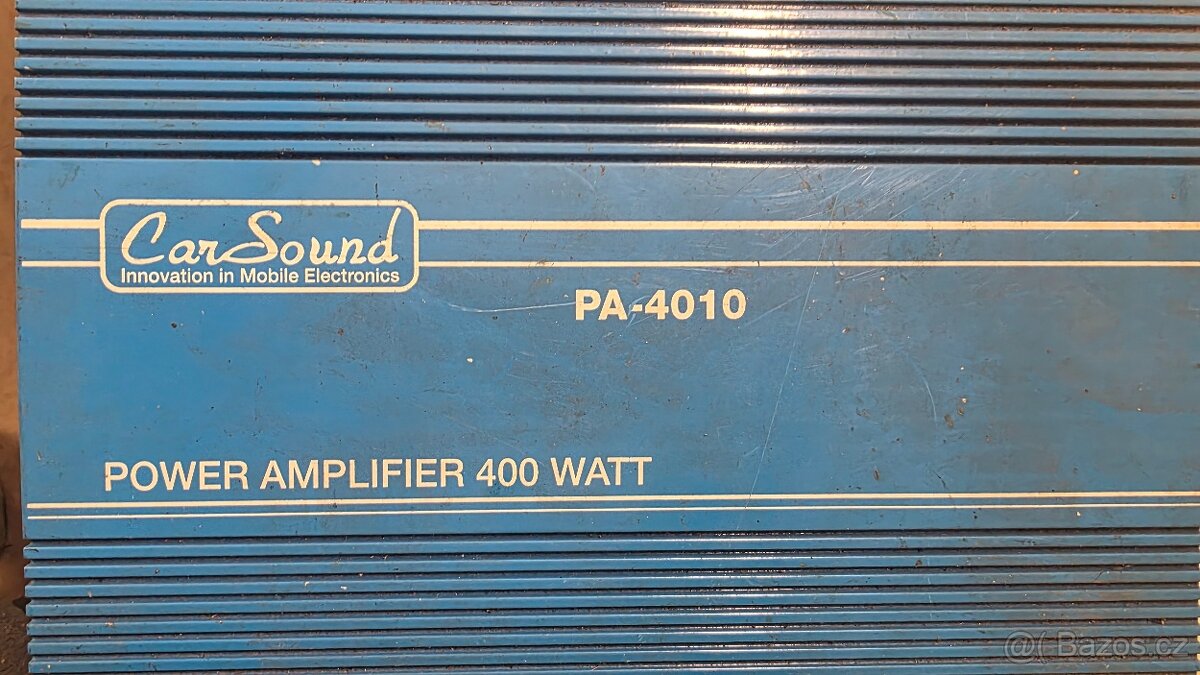 CarSound
Innovation in Mobile Electronics
PA-4010
POWER AMPLIFIER 400 WATT
@( Bazos.cz